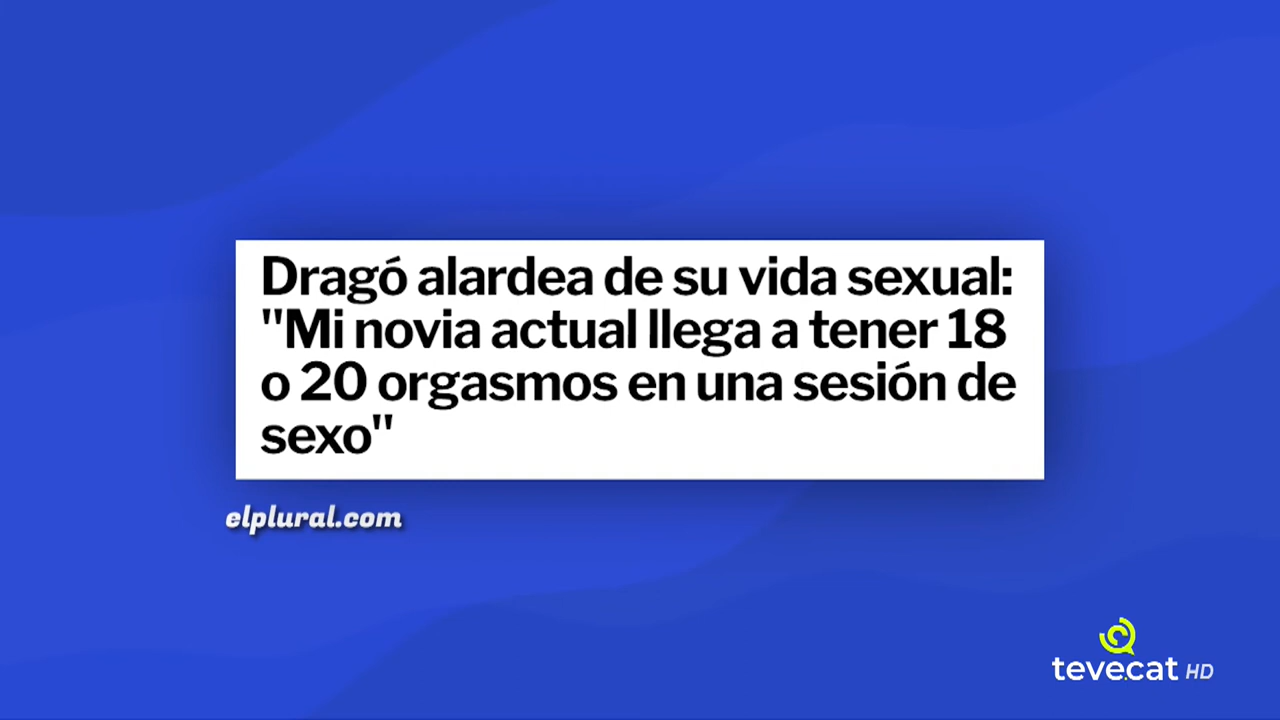 Dragó alardea de su vida sexual:
"Mi novia actual llega a tener 18
o 20 orgasmos en una sesión de
sexo"
elplural.com
tevecat HD